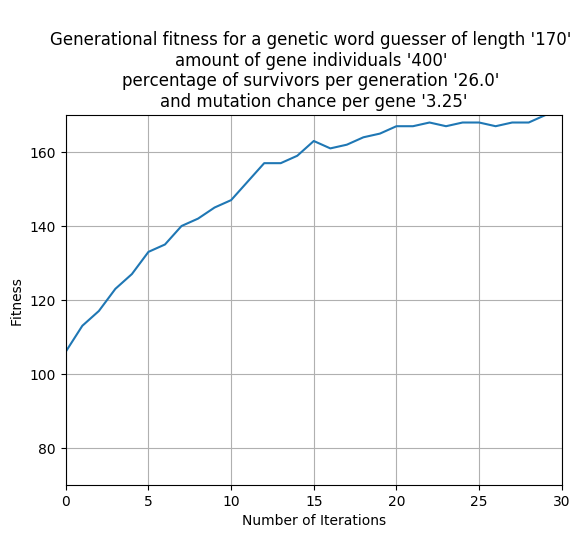 Generational fitness for a genetic word guesser of length '170'
amount of gene individuals '400'
percentage of survivors per generation '26.0'
and mutation chance per gene '3.25'
160
140
120
100
80
Fitness
0 5 10 15 20 25 30
Number of Iterations